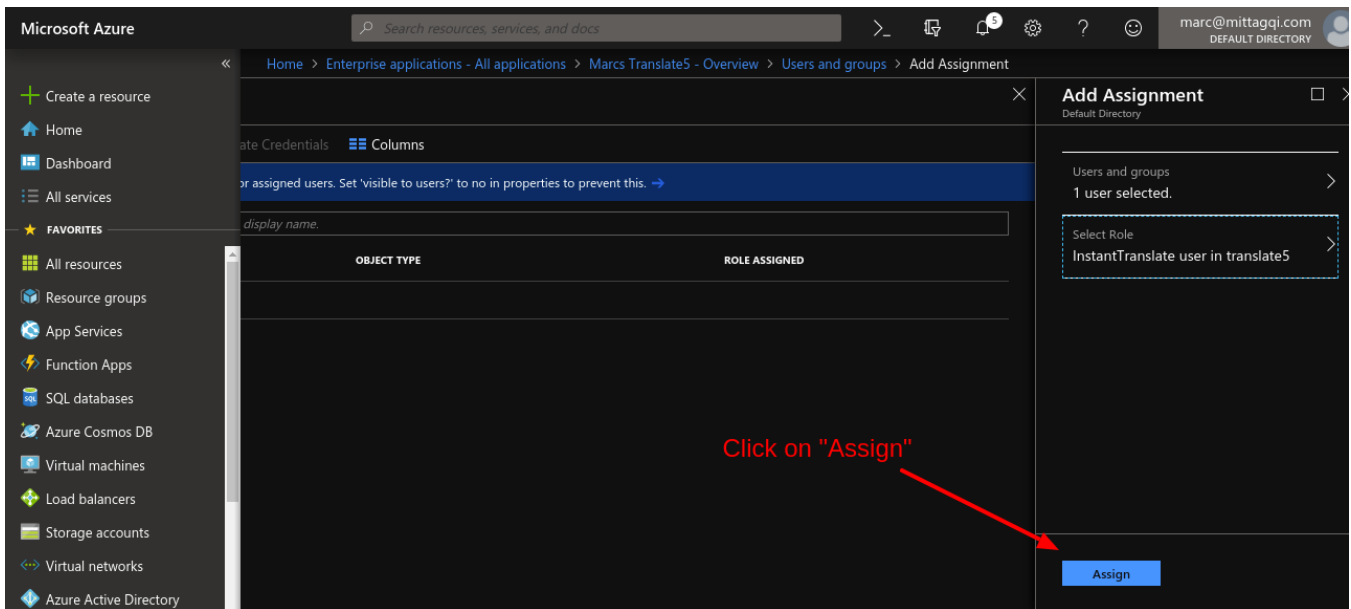 Microsoft Azure
Search resources, services, and docs
5
marc@mittagqi.com
DEFAULT DIRECTORY
Home > Enterprise applications - All applications > Marcs Translate5 - Overview > Users and groups > Add Assignment
Create a resource
Home
Dashboard
All services
FAVORITES
All resources
Resource groups
App Services
Function Apps
SQL databases
Azure Cosmos DB
Virtual machines
Load balancers
Storage accounts
Virtual networks
Azure Active Directory
ate Credentials
Columns
or assigned users. Set 'visible to users?' to no in properties to prevent this.
display name.
OBJECT TYPE
ROLE ASSIGNED
Click on "Assign"
Add Assignment
Default Directory
Users and groups
1 user selected.
Select Role
InstantTranslate user in translate5
Assign